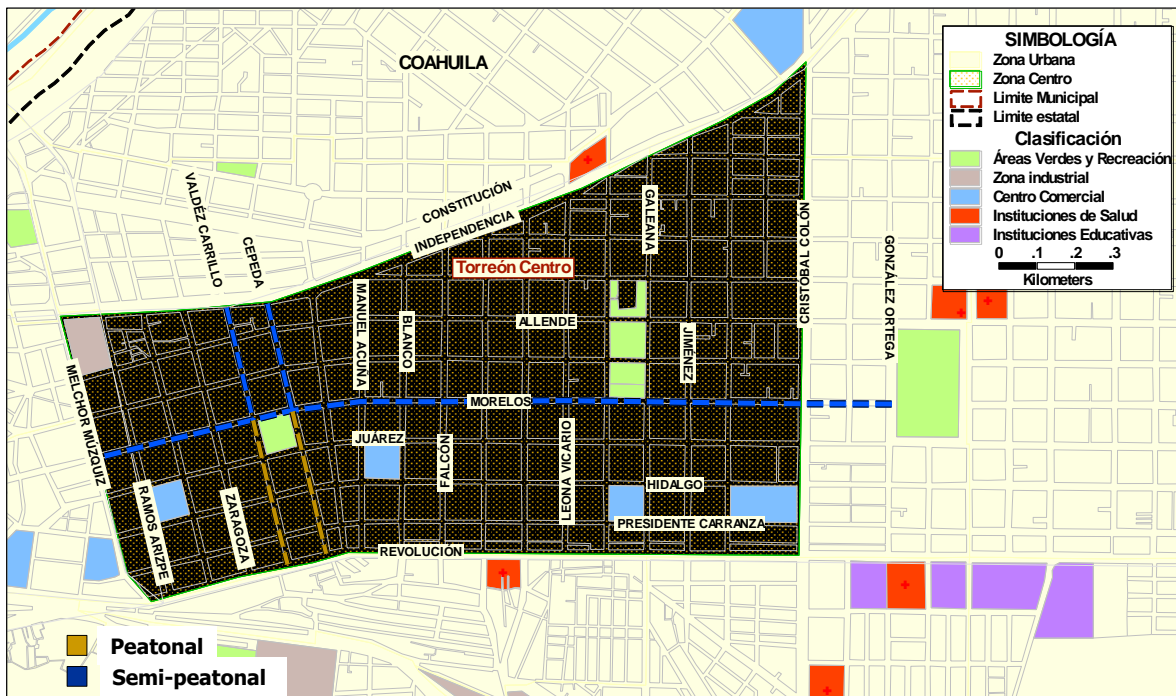 COAHUILA
SIMBOLOGÍA
Zona Urbana
Zona Centro
Limite Municipal
Limite estatal
Clasificación
Áreas Verdes y Recreación
Zona industrial
Centro Comercial
Instituciones de Salud
Instituciones Educativas
0 .1 .2 .3
Kilometers
VALDÉZ CARRILLO
CEPEDA
CONSTITUCIÓN
INDEPENDENCIA
GALEANA
CRISTOBAL COLÓN
GONZÁLEZ ORTEGA
Torreón Centro
MANUEL ACUÑA
BLANCO
ALLENDE
JIMÉNEZ
MELCHOR MÚZQUIZ
MORELOS
JUÁREZ
FALCÓN
LEONA VICARIO
HIDALGO
RAMOS ARIZPE
ZARAGOZA
PRESIDENTE CARRANZA
REVOLUCIÓN
Peatonal
Semi-peatonal